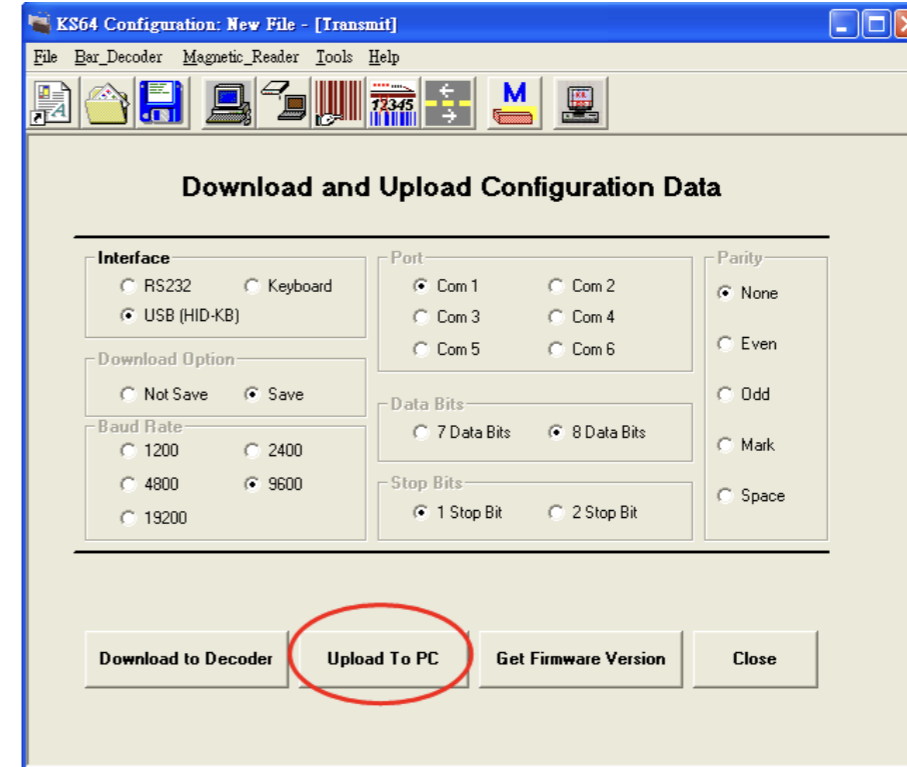 KS64 Configuration: New File - [Transmit]
File Bar_Decoder Magnetic_Reader Tools Help
12345
M
Download and Upload Configuration Data
Interface
RS232 Keyboard
USB (HID-KB)
Download Option
Not Save Save
Baud Rate
1200 2400
4800 9600
19200
Port
Com 1 Com 2
Com 3 Com 4
Com 5 Com 6
Data Bits
7 Data Bits 8 Data Bits
Stop Bits
1 Stop Bit 2 Stop Bit
Parity
None
Even
Odd
Mark
Space
Download to Decoder Upload To PC Get Firmware Version Close